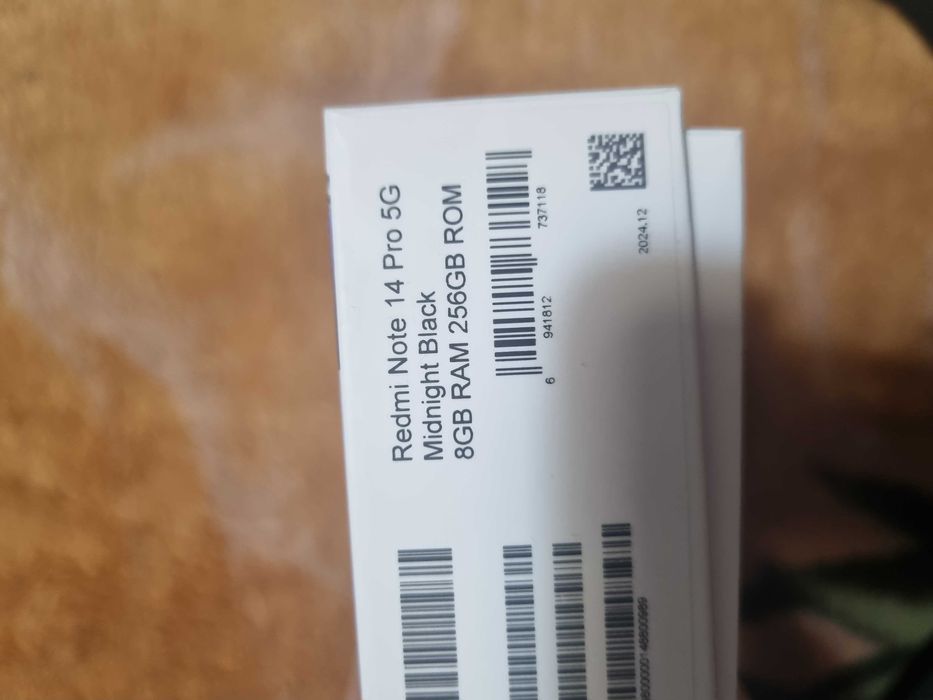 Redmi Note 14 Pro 5G
Midnight Black
8GB RAM 256GB ROM
6 941812 737118
2024.12